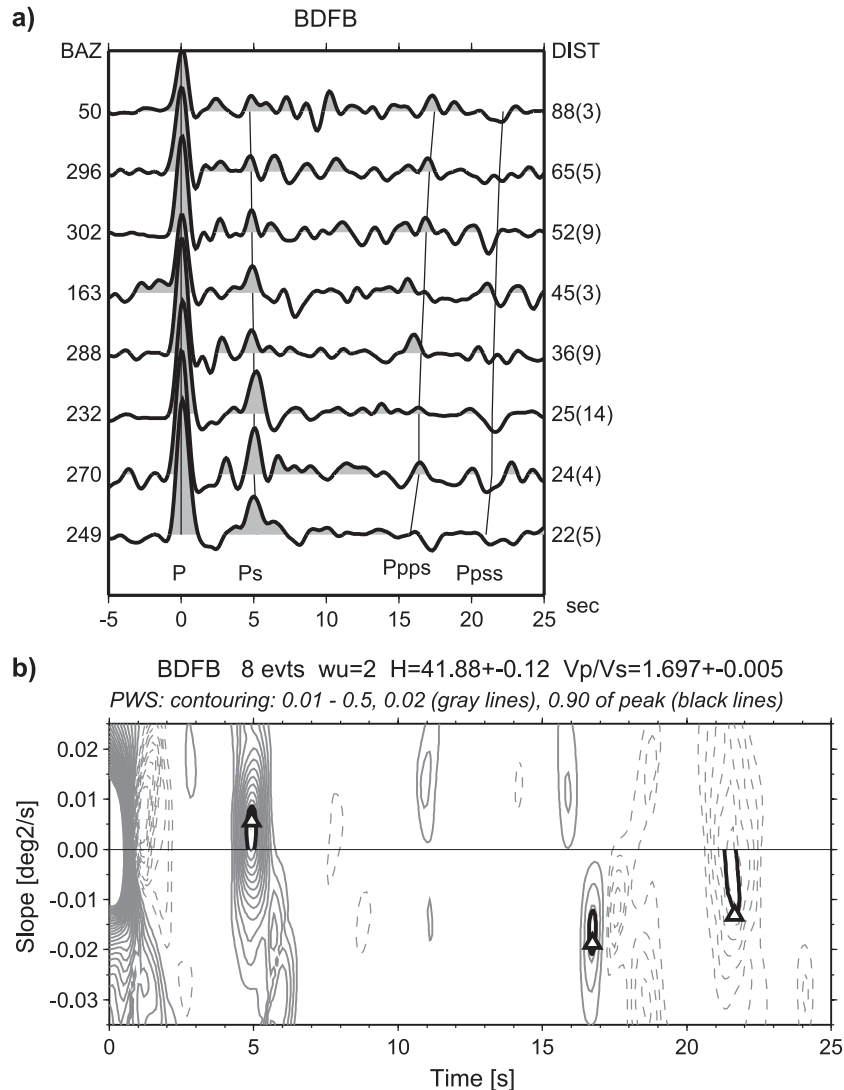 a)
BDFB
BAZ DIST
50 88(3)
296 65(5)
302 52(9)
163 45(3)
288 36(9)
232 25(14)
270 24(4)
249 22(5)
P Ps Ppps Ppss
-5 0 5 10 15 20 25
sec
b)
BDFB 8 evts wu=2 H=41.88+-0.12 Vp/Vs=1.697+-0.005
PWS: contouring: 0.01 - 0.5, 0.02 (gray lines), 0.90 of peak (black lines)
Slope [deg2/s]
0.02
0.01
0.00
-0.01
-0.02
-0.03
0 5 10 15 20 25
Time [s]